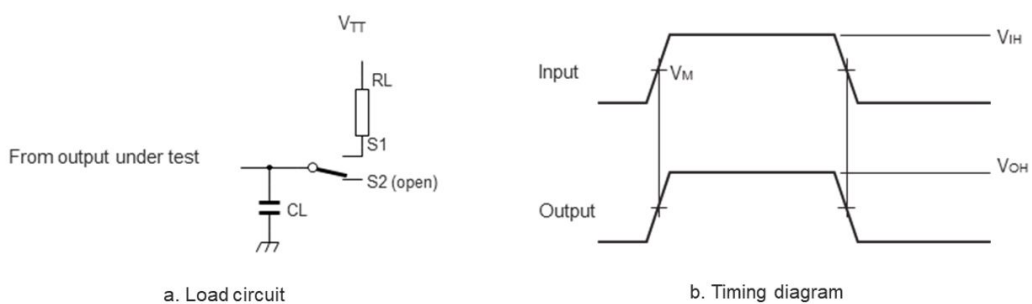 VTT
RL
S1
From output under test
S2 (open)
CL
a. Load circuit
VIH
Input
VM
VOH
Output
b. Timing diagram